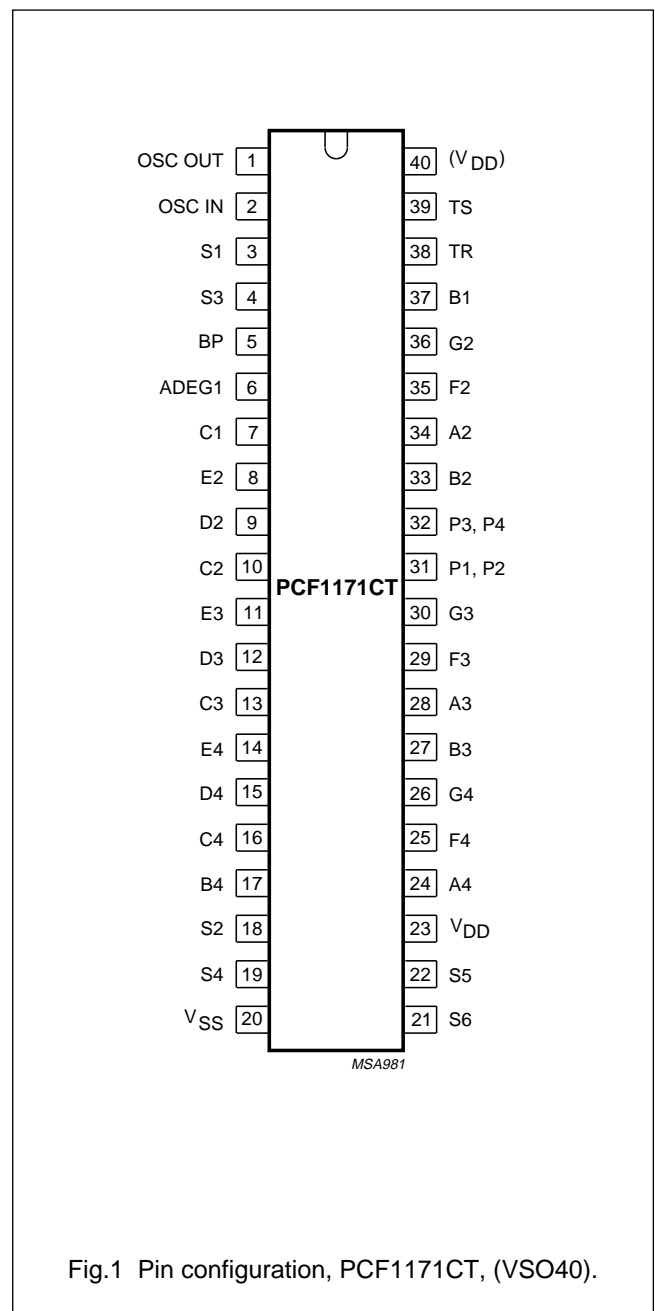 OSC OUT 1 40 (VDD)
OSC IN 2 39 TS
S1 3 38 TR
S3 4 37 B1
BP 5 36 G2
ADEG1 6 35 F2
C1 7 34 A2
E2 8 33 B2
D2 9 32 P3, P4
C2 10 31 P1, P2
PCF1171CT
E3 11 30 G3
D3 12 29 F3
C3 13 28 A3
E4 14 27 B3
D4 15 26 G4
C4 16 25 F4
B4 17 24 A4
S2 18 23 VDD
S4 19 22 S5
VSS 20 21 S6
MSA981
Fig.1 Pin configuration, PCF1171CT, (VSO40).